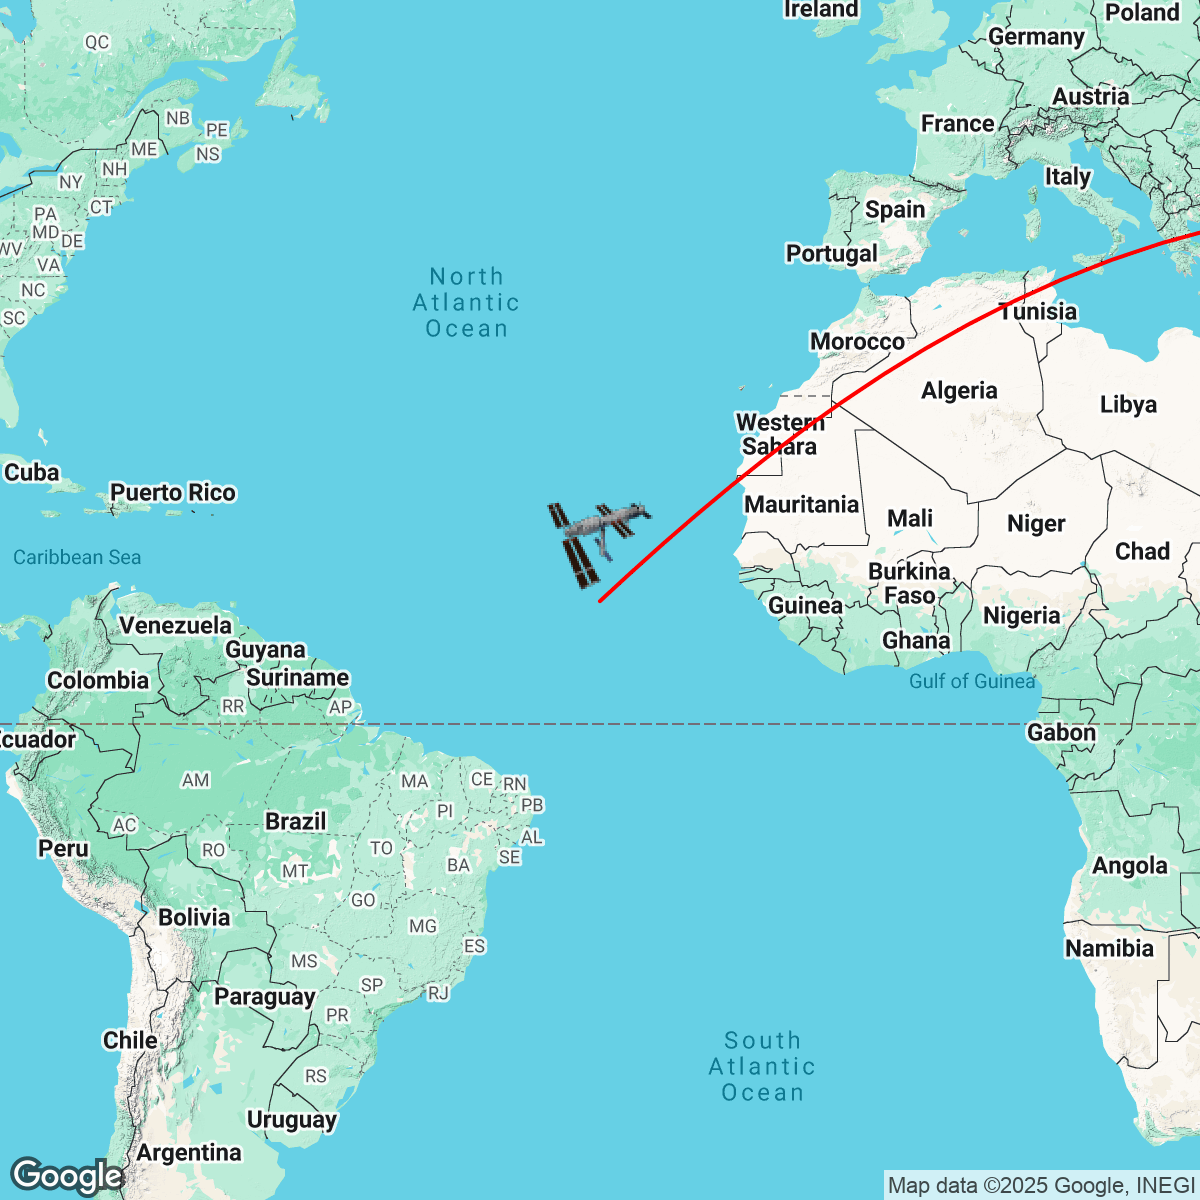 Ireland
Poland
QC
Germany
Austria
NB
PE
France
ME
NS
NH
Italy
NY
CT
Spain
PA
MD
DE
WV
Portugal
VA
North
Atlantic
Ocean
NC
SC
Tunisia
Morocco
Algeria
Libya
Western
Sahara
Cuba
Puerto Rico
Mauritania
Mali
Niger
Caribbean Sea
Chad
Burkina
Faso
Guinea
Nigeria
Venezuela
Ghana
Guyana
Suriname
Colombia
Gulf of Guinea
RR
AP
Gabon
Ecuador
AM
MA
CE
RN
PB
PI
AC
Brazil
AL
Peru
RO
TO
SE
BA
MT
Angola
GO
Bolivia
MG
ES
Namibia
MS
SP
RJ
Paraguay
PR
Chile
South
Atlantic
Ocean
RS
Uruguay
Argentina
Google
Map data ©2025 Google, INEGI